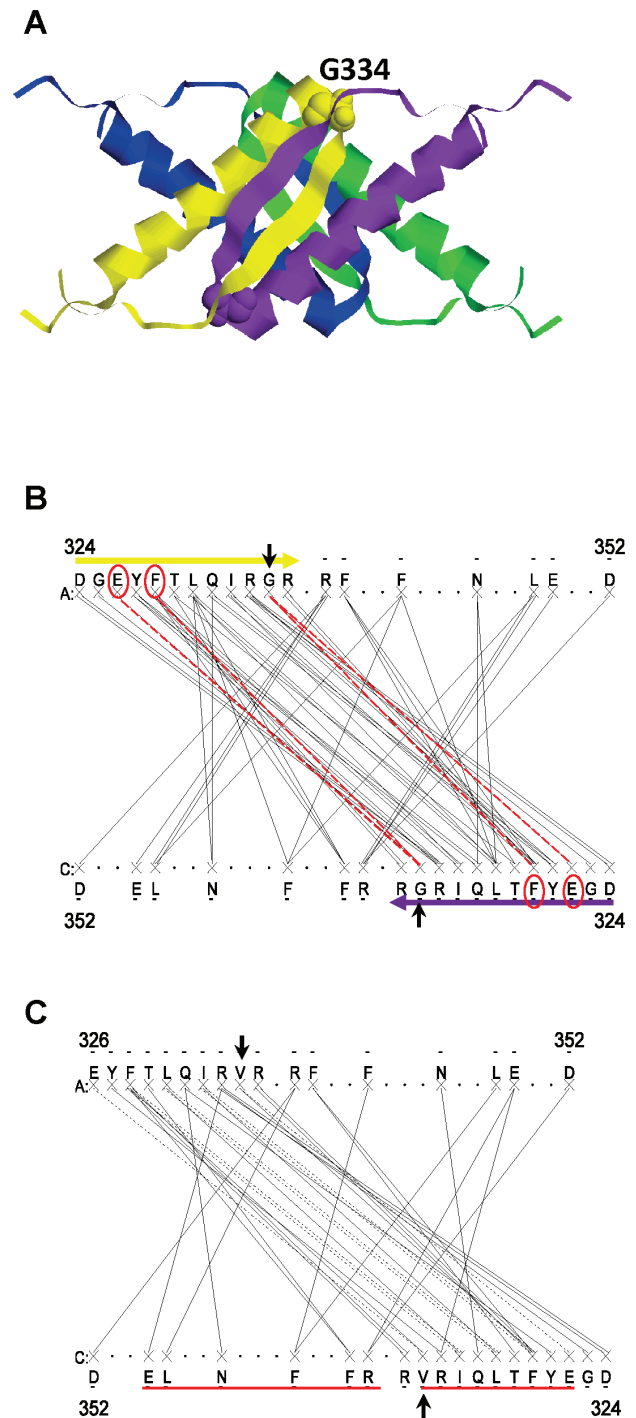 A
G334
B
324 352
D G E Y F T L Q I R G R R F F N L E D
A:
C:
D E L N F F R R G R I Q L T F Y E G D
352 324
C
326 352
E Y F T L Q I R V R R F F N L E D
A:
C:
D E L N F F R R V R I Q L T F Y E G D
352 324